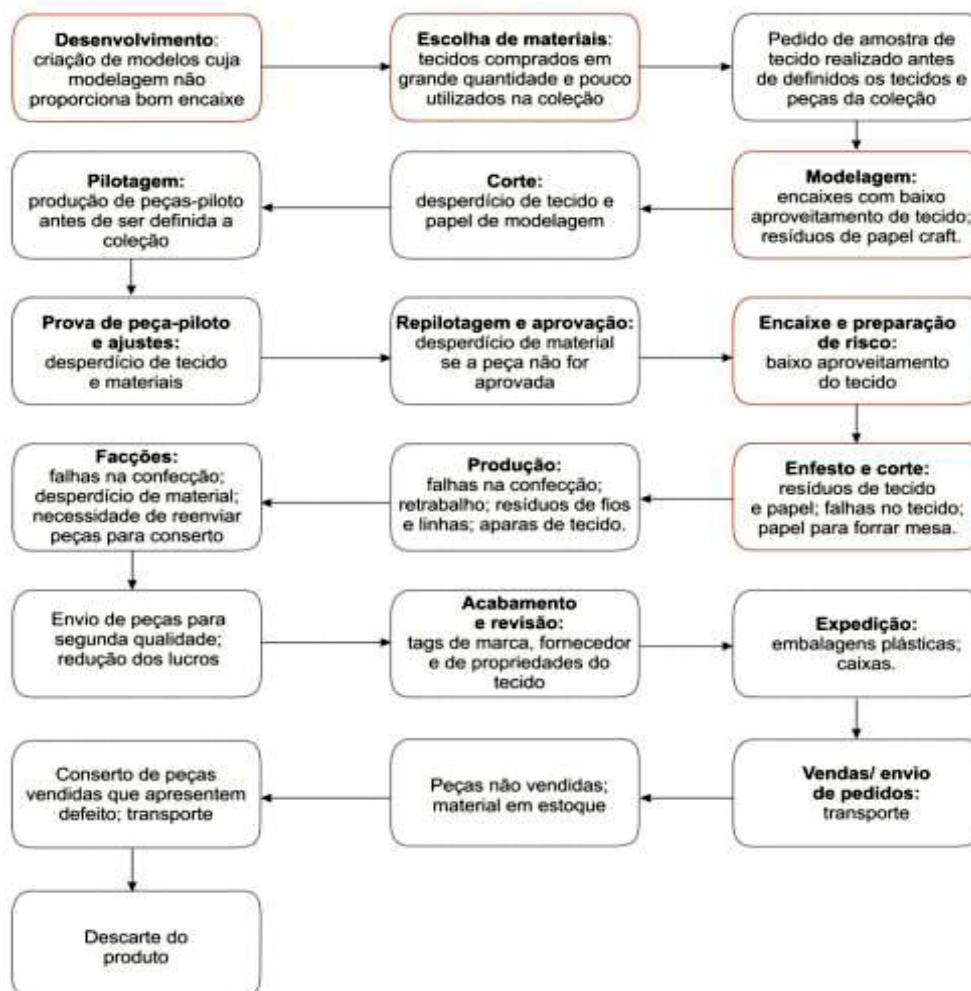 Desenvolvimento:
criação de modelos cuja
modelagem não
proporciona bom encaixe
Escolha de materiais:
tecidos comprados em
grande quantidade e pouco
utilizados na coleção
Pedido de amostra de
tecido realizado antes
de definidos os tecidos e
peças da coleção
Modelagem:
encaixes com baixo
aproveitamento de tecido;
resíduos de papel craft.
Corte:
desperdício de tecido e
papel de modelagem
Pilotagem:
produção de peças-piloto
antes de ser definida a
coleção
Prova de peça-piloto
e ajustes:
desperdício de tecido
e materiais
Repilotagem e aprovação:
desperdício de material
se a peça não for
aprovada
Encaixe e preparação
de risco:
baixo aproveitamento
do tecido
Enfesto e corte:
resíduos de tecido
e papel; falhas no tecido;
papel para forrar mesa.
Produção:
falhas na confecção;
retrabalho; resíduos de fios
e linhas; aparas de tecido.
Facções:
falhas na confecção;
desperdício de material;
necessidade de reenviar
peças para conserto
Envio de peças para
segunda qualidade;
redução dos lucros
Acabamento
e revisão:
tags de marca, fornecedor
e de propriedades do
tecido
Expedição:
embalagens plásticas;
caixas.
Vendas/ envio
de pedidos:
transporte
Peças não vendidas;
material em estoque
Conserto de peças
vendidas que apresentem
defeito; transporte
Descarte do
produto